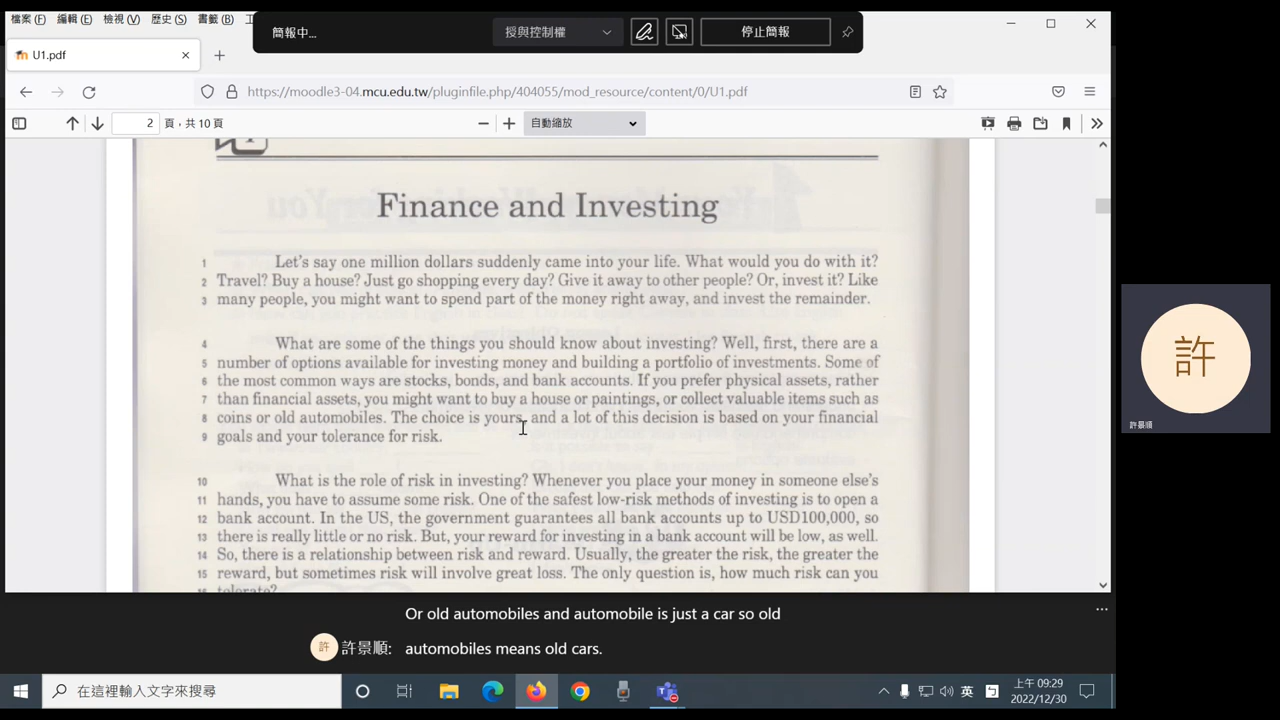 檔案 (F) 編輯 (E) 檢視 (V) 歷史 (S) 書籤 (B)
簡報中... 授與控制權 停止簡報
U1.pdf
https://moodle3-04.mcu.edu.tw/pluginfile.php/404055/mod_resource/content/0/U1.pdf
2 頁,共 10 頁 自動縮放
Finance and Investing
1 Let's say one million dollars suddenly came into your life. What would you do with it?
2 Travel? Buy a house? Just go shopping every day? Give it away to other people? Or, invest it? Like
3 many people, you might want to spend part of the money right away, and invest the remainder.
4 What are some of the things you should know about investing? Well, first, there are a
5 number of options available for investing money and building a portfolio of investments. Some of
6 the most common ways are stocks, bonds, and bank accounts. If you prefer physical assets, rather
7 than financial assets, you might want to buy a house or paintings, or collect valuable items such as
8 coins or old automobiles. The choice is yours, and a lot of this decision is based on your financial
9 goals and your tolerance for risk.
10 What is the role of risk in investing? Whenever you place your money in someone else's
11 hands, you have to assume some risk. One of the safest low-risk methods of investing is to open a
12 bank account. In the US, the government guarantees all bank accounts up to USD100,000, so
13 there is really little or no risk. But, your reward for investing in a bank account will be low, as well.
14 So, there is a relationship between risk and reward. Usually, the greater the risk, the greater the
15 reward, but sometimes risk will involve great loss. The only question is, how much risk can you
tolerate?
許
許景順
Or old automobiles and automobile is just a car so old
許 許景順: automobiles means old cars.
在這裡輸入文字來搜尋
英
上午 09:29
2022/12/30